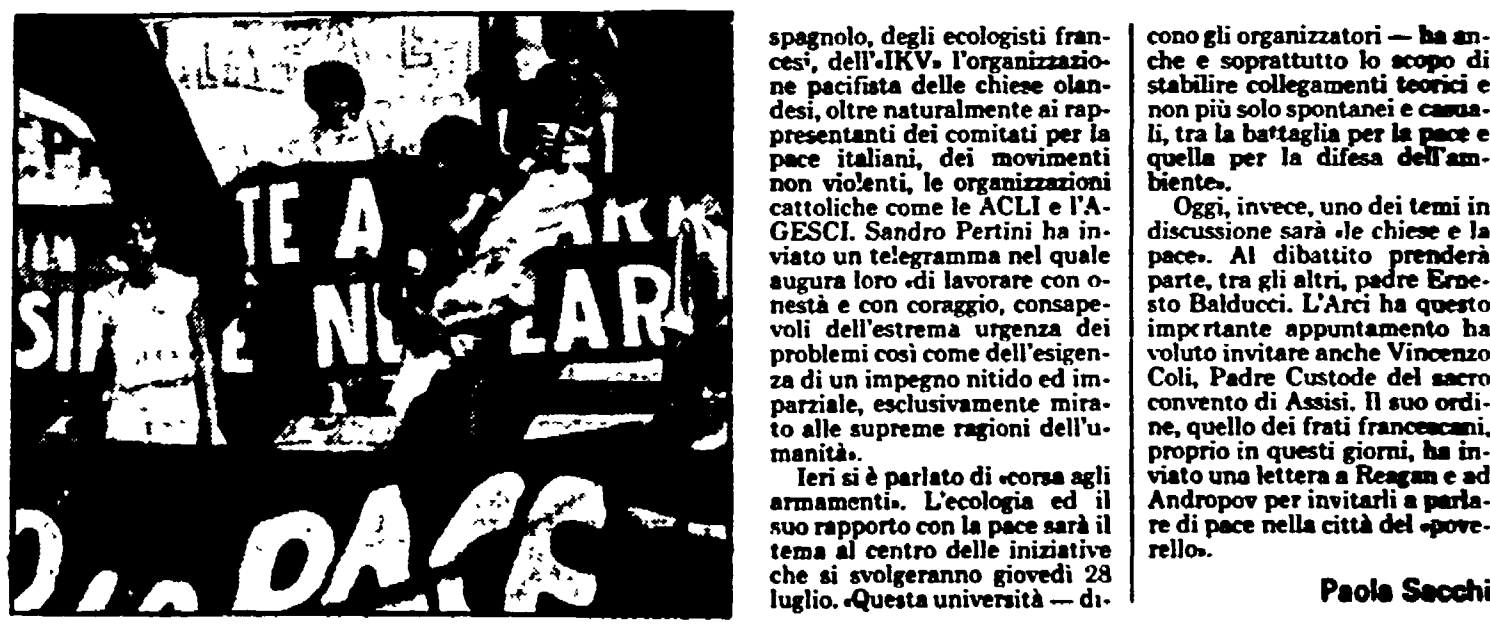 TE A
SI E NU EAR
PACE
spagnolo, degli ecologisti fran-
cesi, dell'«IKV» l'organizzazio-
ne pacifista delle chiese olan-
desi, oltre naturalmente ai rap-
presentanti dei comitati per la
pace italiani, dei movimenti
non violenti, le organizzazioni
cattoliche come le ACLI e l'A-
GESCI. Sandro Pertini ha in-
viato un telegramma nel quale
augura loro «di lavorare con o-
nestà e con coraggio, consape-
voli dell'estrema urgenza dei
problemi così come dell'esigen-
za di un impegno nitido ed im-
parziale, esclusivamente mira-
to alle supreme ragioni dell'u-
manità».
Ieri si è parlato di «corsa agli
armamenti». L'ecologia ed il
suo rapporto con la pace sarà il
tema al centro delle iniziative
che si svolgeranno giovedì 28
luglio. «Questa università — di-
cono gli organizzatori — ha an-
che e soprattutto lo scopo di
stabilire collegamenti teorici e
non più solo spontanei e casua-
li, tra la battaglia per la pace e
quella per la difesa dell'am-
biente».
Oggi, invece, uno dei temi in
discussione sarà «le chiese e la
pace». Al dibattito prenderà
parte, tra gli altri, padre Erne-
sto Balducci. L'Arci ha questo
importante appuntamento ha
voluto invitare anche Vincenzo
Coli, Padre Custode del sacro
convento di Assisi. Il suo ordi-
ne, quello dei frati francescani,
proprio in questi giorni, ha in-
viato una lettera a Reagan e ad
Andropov per invitarli a parla-
re di pace nella città del «pove-
rello».
Paola Sacchi